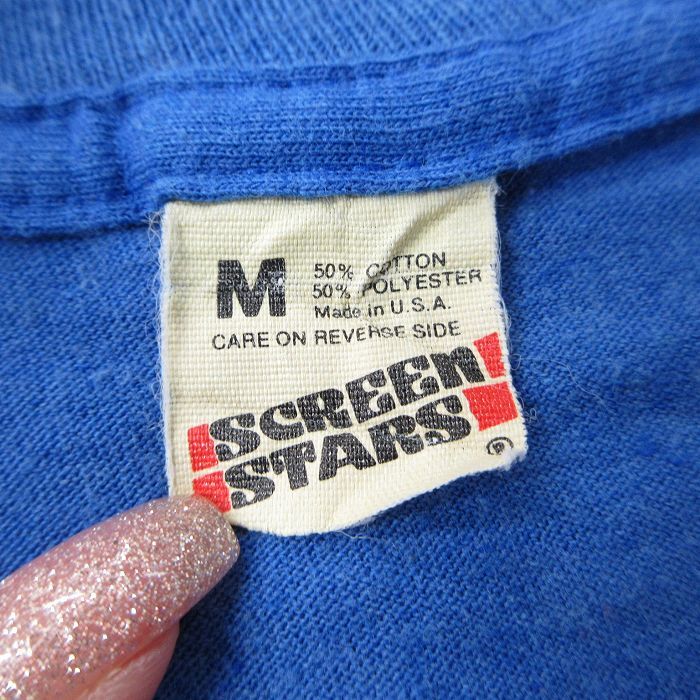 M
50% COTTON
50% POLYESTER
Made in U.S.A.
CARE ON REVERSE SIDE
SCREEN
STARS
®